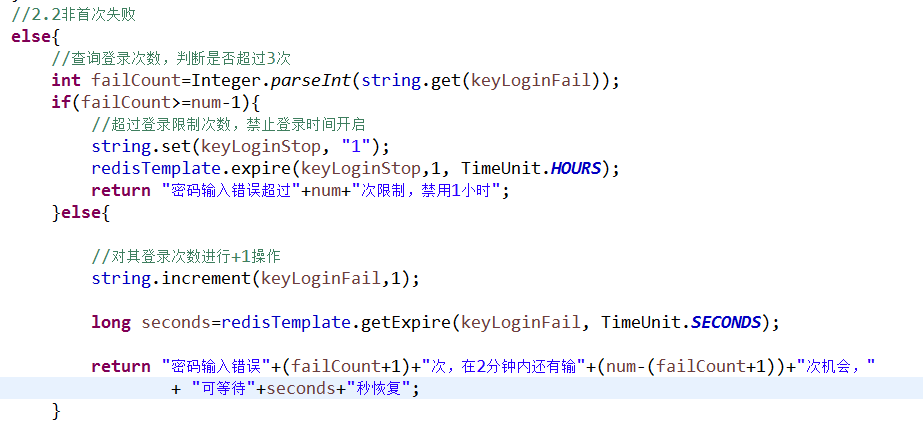 //2.2非首次失败
else{
//查询登录次数，判断是否超过3次
int failCount=Integer.parseInt(string.get(keyLoginFail));
if(failCount>=num-1){
//超过登录限制次数，禁止登录时间开启
string.set(keyLoginStop, "1");
redisTemplate.expire(keyLoginStop,1, TimeUnit.HOURS);
return "密码输入错误超过"+num+"次限制，禁用1小时";
}else{
//对其登录次数进行+1操作
string.increment(keyLoginFail,1);
long seconds=redisTemplate.getExpire(keyLoginFail, TimeUnit.SECONDS);
return "密码输入错误"+(failCount+1)+"次，在2分钟内还有输"+(num-(failCount+1))+"次机会，"
+ "可等待"+seconds+"秒恢复";
}